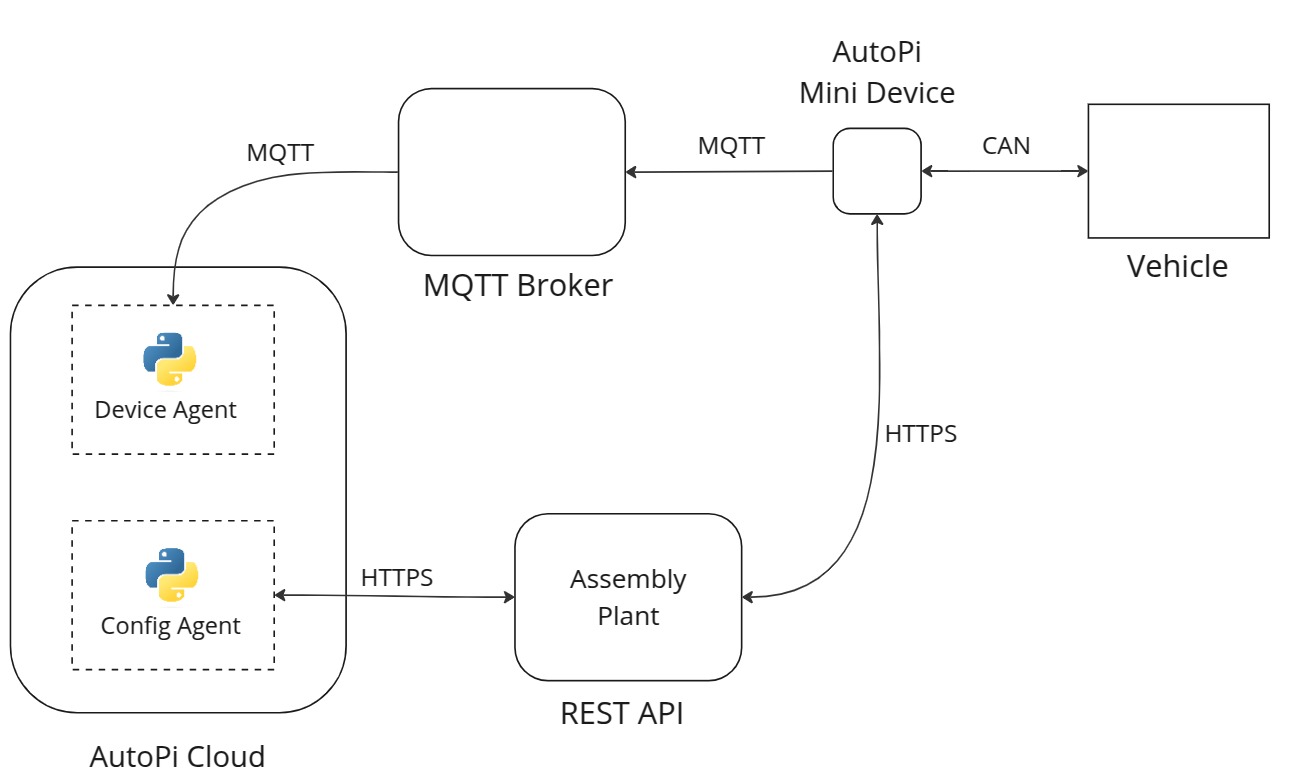 AutoPi
Mini Device
MQTT
MQTT
CAN
Vehicle
MQTT Broker
Device Agent
HTTPS
HTTPS
Assembly
Plant
Config Agent
REST API
AutoPi Cloud